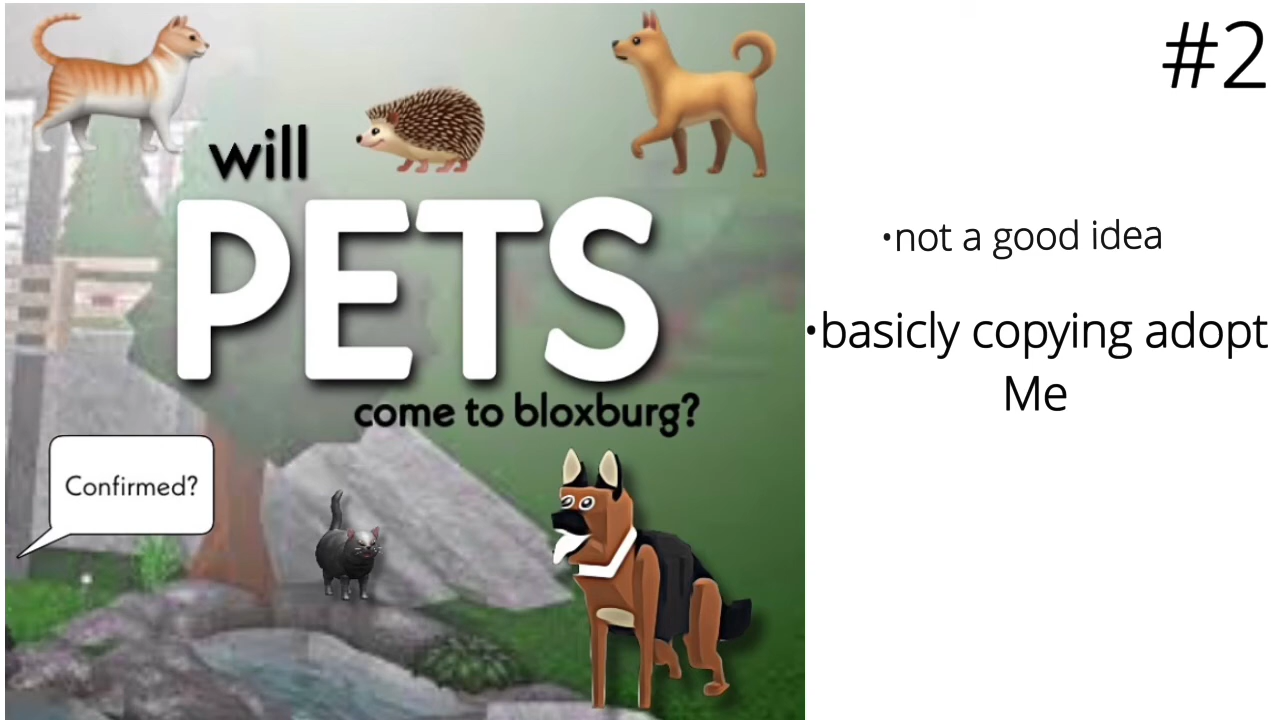 #2
will
PETS
come to bloxburg?
Confirmed?
•not a good idea
•basicly copying adopt
Me